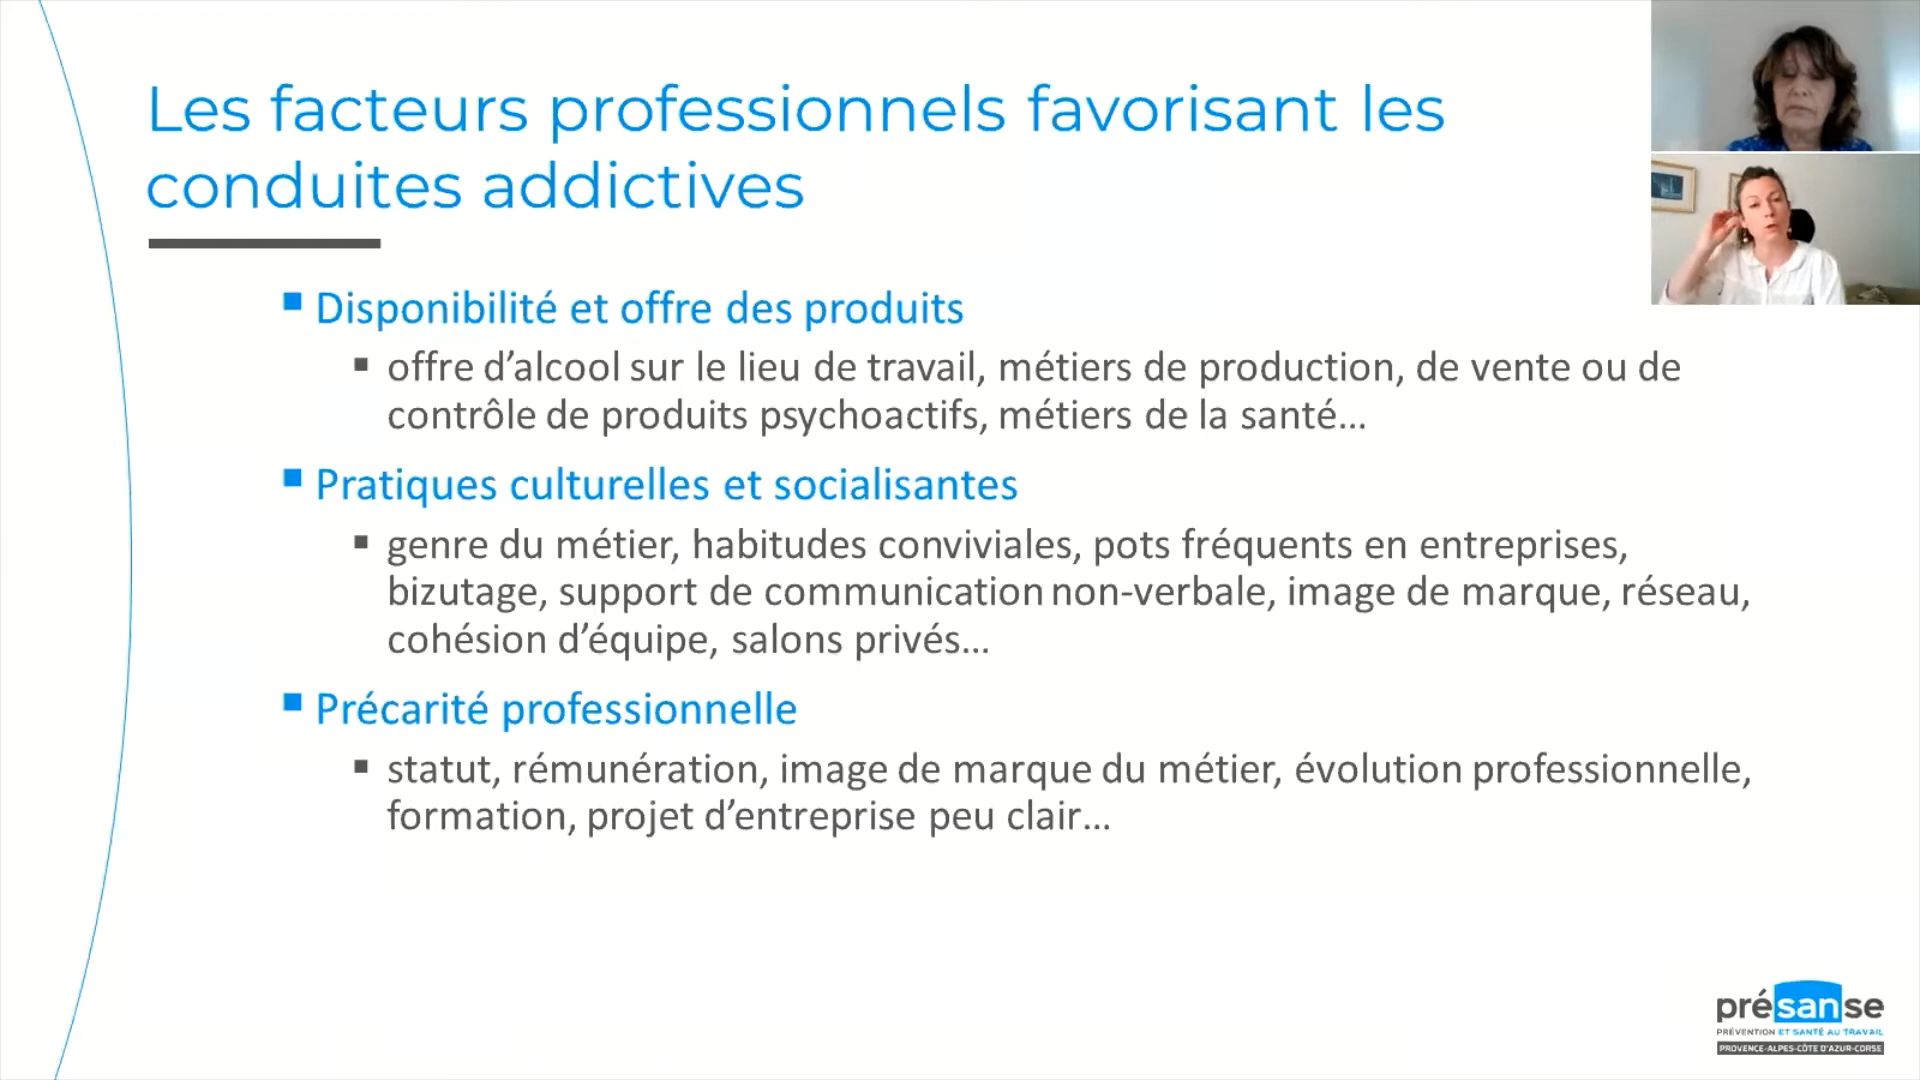 Les facteurs professionnels favorisant les
conduites addictives
Disponibilité et offre des produits
offre d’alcool sur le lieu de travail, métiers de production, de vente ou de
contrôle de produits psychoactifs, métiers de la santé...
Pratiques culturelles et socialisantes
genre du métier, habitudes conviviales, pots fréquents en entreprises,
bizutage, support de communication non-verbale, image de marque, réseau,
cohésion d’équipe, salons privés...
Précarité professionnelle
statut, rémunération, image de marque du métier, évolution professionnelle,
formation, projet d’entreprise peu clair...
présanse
PRÉVENTION ET SANTÉ AU TRAVAIL
PROVENCE-ALPES-CÔTE D'AZUR-CORSE